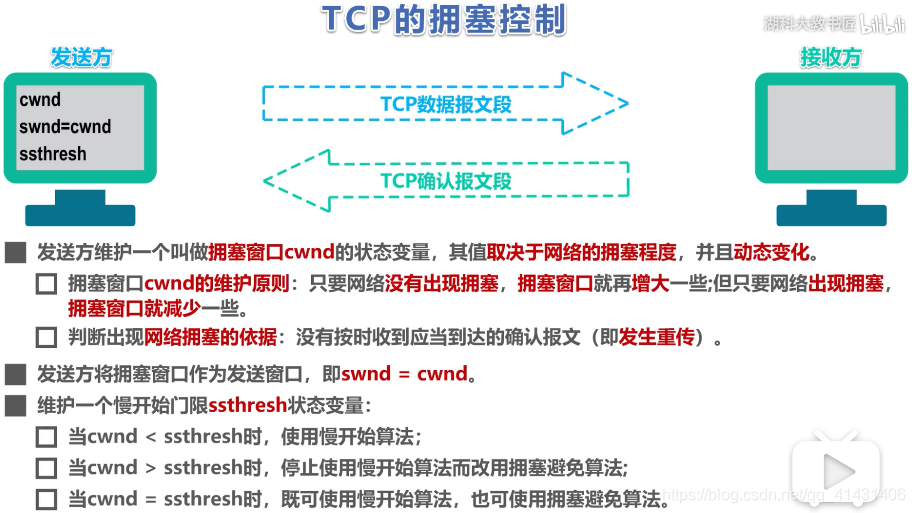 TCP的拥塞控制
湖科大教书匠 bilibili
发送方
接收方
cwnd
swnd=cwnd
ssthresh
TCP数据报文段
TCP确认报文段
发送方维护一个叫做拥塞窗口cwnd的状态变量，其值取决于网络的拥塞程度，并且动态变化。
拥塞窗口cwnd的维护原则：只要网络没有出现拥塞，拥塞窗口就再增大一些;但只要网络出现拥塞，
拥塞窗口就减少一些。
判断出现网络拥塞的依据：没有按时收到应当到达的确认报文（即发生重传）。
发送方将拥塞窗口作为发送窗口，即swnd = cwnd。
维护一个慢开始门限ssthresh状态变量：
当cwnd < ssthresh时，使用慢开始算法；
当cwnd > ssthresh时，停止使用慢开始算法而改用拥塞避免算法;
当cwnd = ssthresh时，既可使用慢开始算法，也可使用拥塞避免算法。
https://blog.csdn.net/qq_41431406